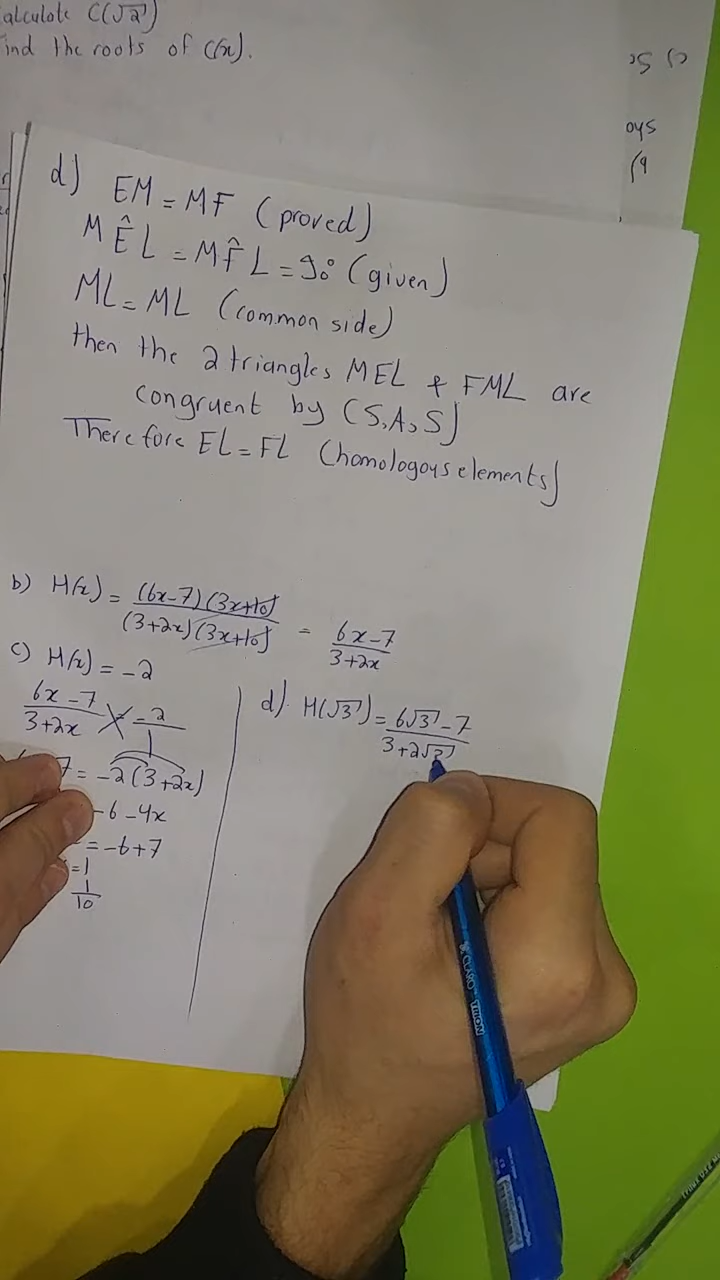 alculate C(√2)
ind the roots of C(x).
d) EM = MF (proved)
MÊL = MF̂L = 90° (given)
ML = ML (common side)
then the 2 triangles MEL & FML are
congruent by (S,A,S)
Therefore EL = FL (homologous elements)
b) H(x) = (6x-7)(3x+10) / (3+2x)(3x+10) = 6x-7 / 3+2x
c) H(x) = -2
6x-7 / 3+2x = -2 / 1
7 = -2(3+2x)
-6-4x
= -6+7
=1
1/10
d). H(√3) = 6√3-7 / 3+2√3
CLARO TRION